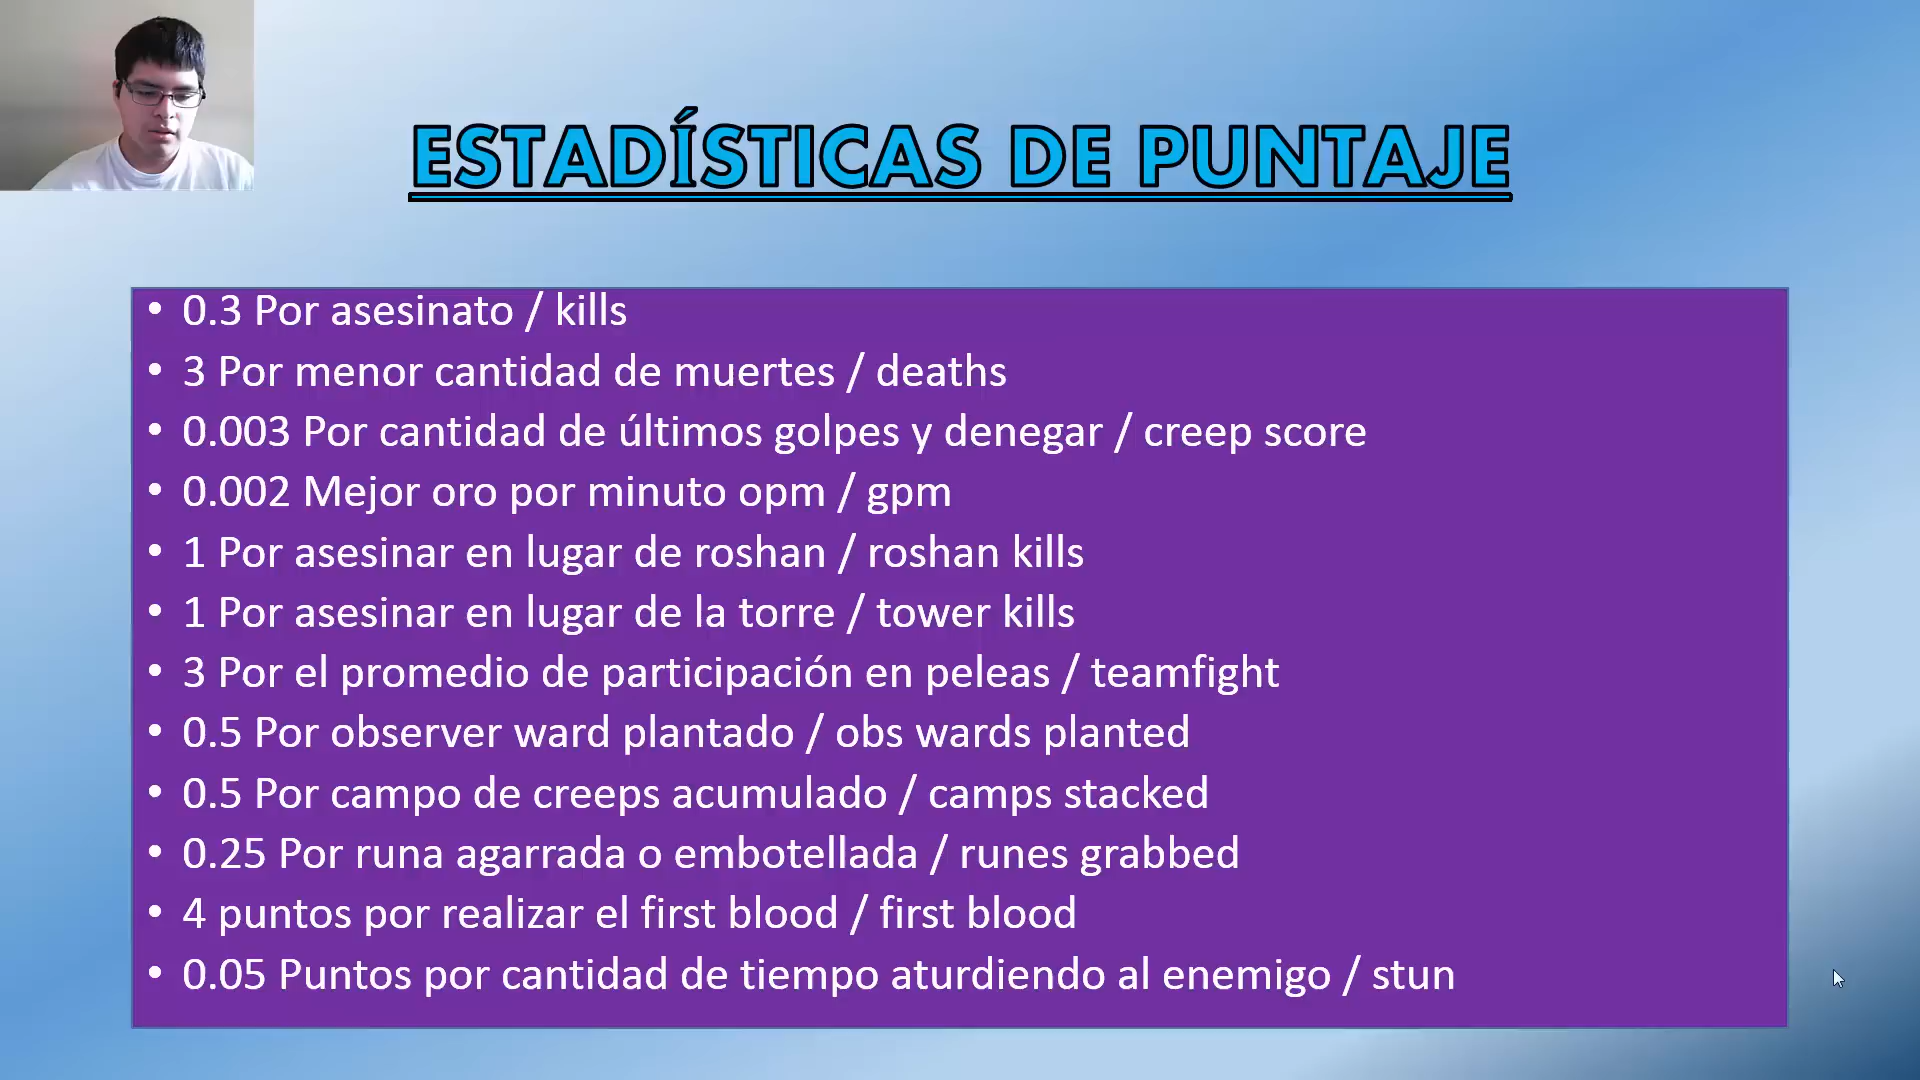 ESTADÍSTICAS DE PUNTAJE
• 0.3 Por asesinato / kills
• 3 Por menor cantidad de muertes / deaths
• 0.003 Por cantidad de últimos golpes y denegar / creep score
• 0.002 Mejor oro por minuto opm / gpm
• 1 Por asesinar en lugar de roshan / roshan kills
• 1 Por asesinar en lugar de la torre / tower kills
• 3 Por el promedio de participación en peleas / teamfight
• 0.5 Por observer ward plantado / obs wards planted
• 0.5 Por campo de creeps acumulado / camps stacked
• 0.25 Por runa agarrada o embotellada / runes grabbed
• 4 puntos por realizar el first blood / first blood
• 0.05 Puntos por cantidad de tiempo aturdiendo al enemigo / stun